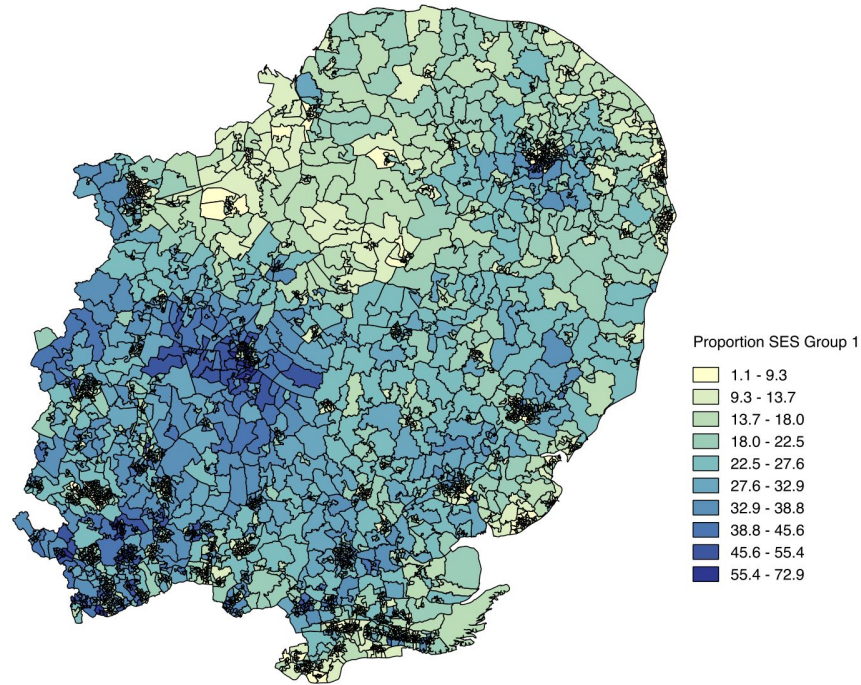 Proportion SES Group 1
1.1 - 9.3
9.3 - 13.7
13.7 - 18.0
18.0 - 22.5
22.5 - 27.6
27.6 - 32.9
32.9 - 38.8
38.8 - 45.6
45.6 - 55.4
55.4 - 72.9